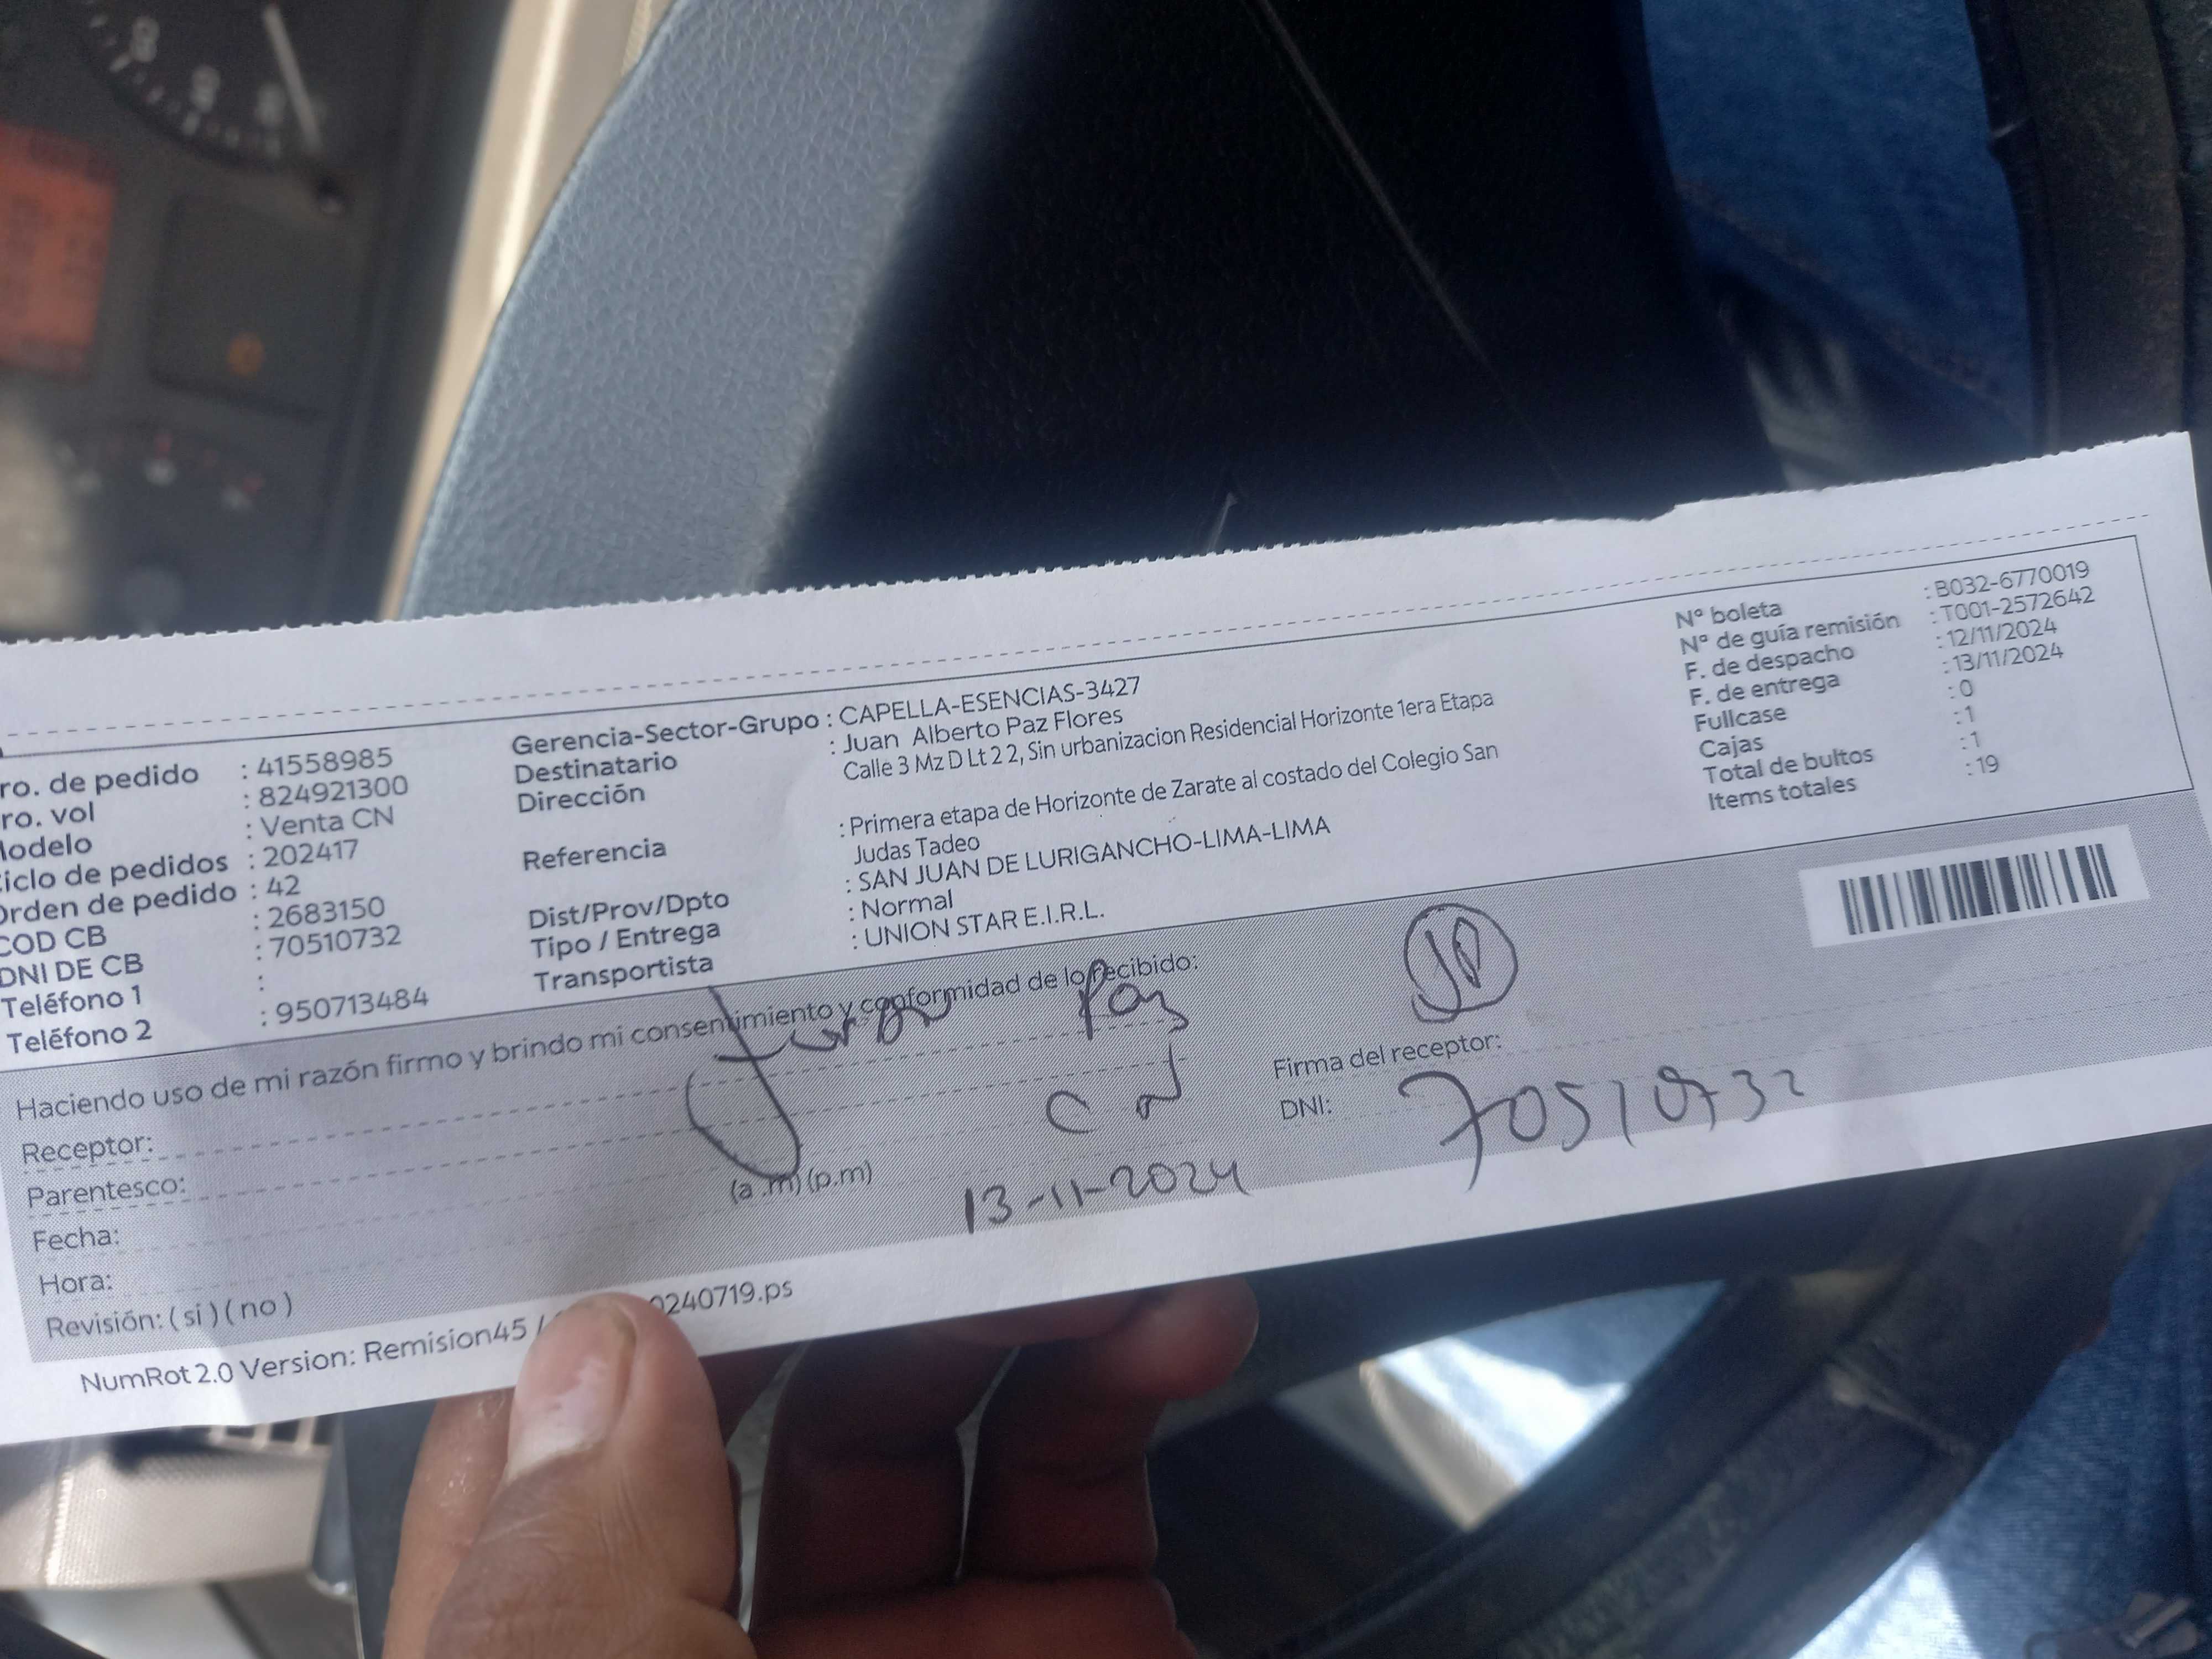 ro. de pedido : 41558985
ro. vol : 824921300
odelo : Venta CN
iclo de pedidos : 202417
Orden de pedido : 42
COD CB : 2683150
DNI DE CB : 70510732
Teléfono 1 :
Teléfono 2 : 950713484
Gerencia-Sector-Grupo : CAPELLA-ESENCIAS-3427
Destinatario : Juan Alberto Paz Flores
Dirección Calle 3 Mz D Lt 2 2, Sin urbanizacion Residencial Horizonte 1era Etapa
Referencia : Primera etapa de Horizonte de Zarate al costado del Colegio San
Judas Tadeo
Dist/Prov/Dpto : SAN JUAN DE LURIGANCHO-LIMA-LIMA
Tipo / Entrega : Normal
Transportista : UNION STAR E.I.R.L.
N° boleta : B032-6770019
N° de guía remisión : T001-2572642
F. de despacho : 12/11/2024
F. de entrega : 13/11/2024
Fullcase : 0
Cajas : 1
Total de bultos : 1
Items totales : 19
Haciendo uso de mi razón firmo y brindo mi consentimiento y conformidad de lo recibido:
Receptor: Paz
Parentesco:
Fecha: 13-11-2024
Hora: (a .m) (p.m)
Revisión: ( si ) ( no )
Firma del receptor: JP
DNI: 70510732
NumRot 2.0 Version: Remision45 / 0240719.ps